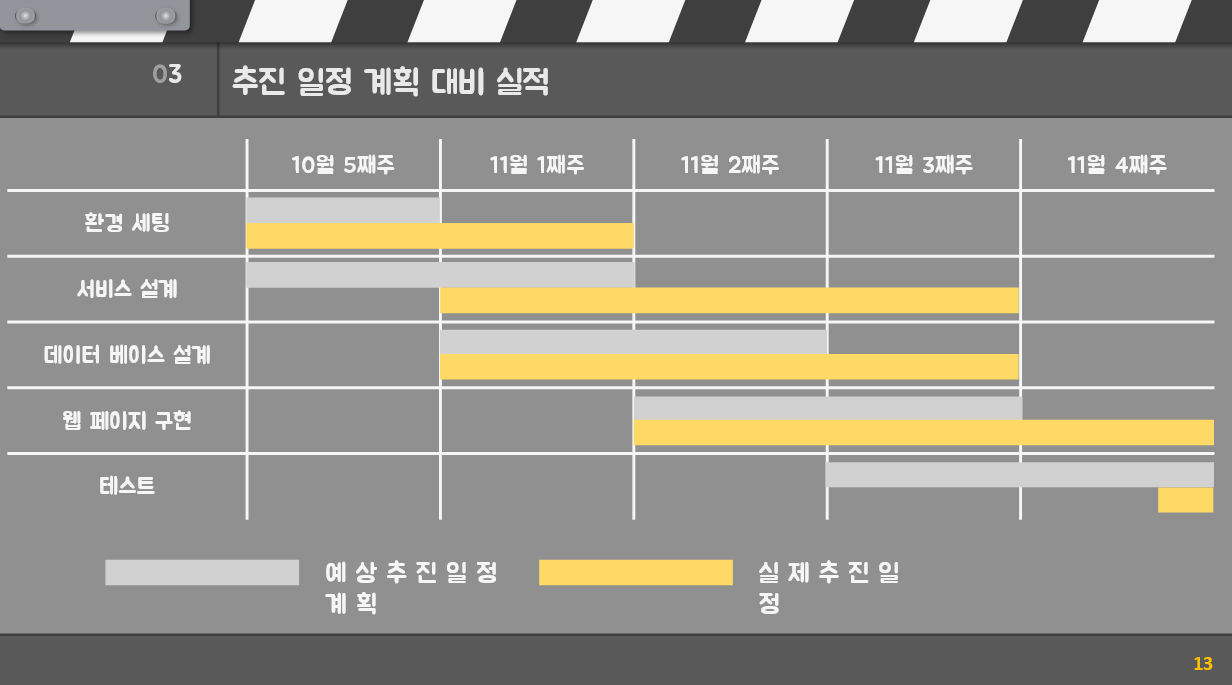 03
추진 일정 계획 대비 실적
10월 5째주
11월 1째주
11월 2째주
11월 3째주
11월 4째주
환경 세팅
서비스 설계
데이터 베이스 설계
웹 페이지 구현
테스트
예상추진일정
계획
실제추진일
정
13